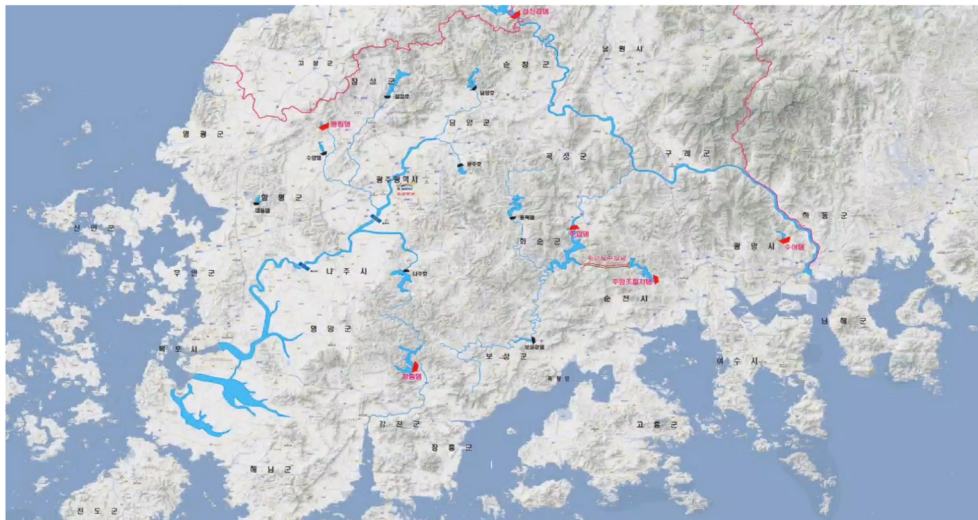 섬진강댐
남원시
고창군
순창군
장성군
장성호
담양호
평림댐
담양군
영광군
수양댐
곡성군
구례군
광주호
광주광역시
함평군
대동댐
하동군
신안군
동복댐
광양시
수어댐
주암댐
화순군
무안군
나주시
나주호
주암조절지댐
순천시
남해군
영암군
목포시
보성강댐
보성군
여수시
장흥댐
강진군
고흥군
장흥군
해남군
진도군